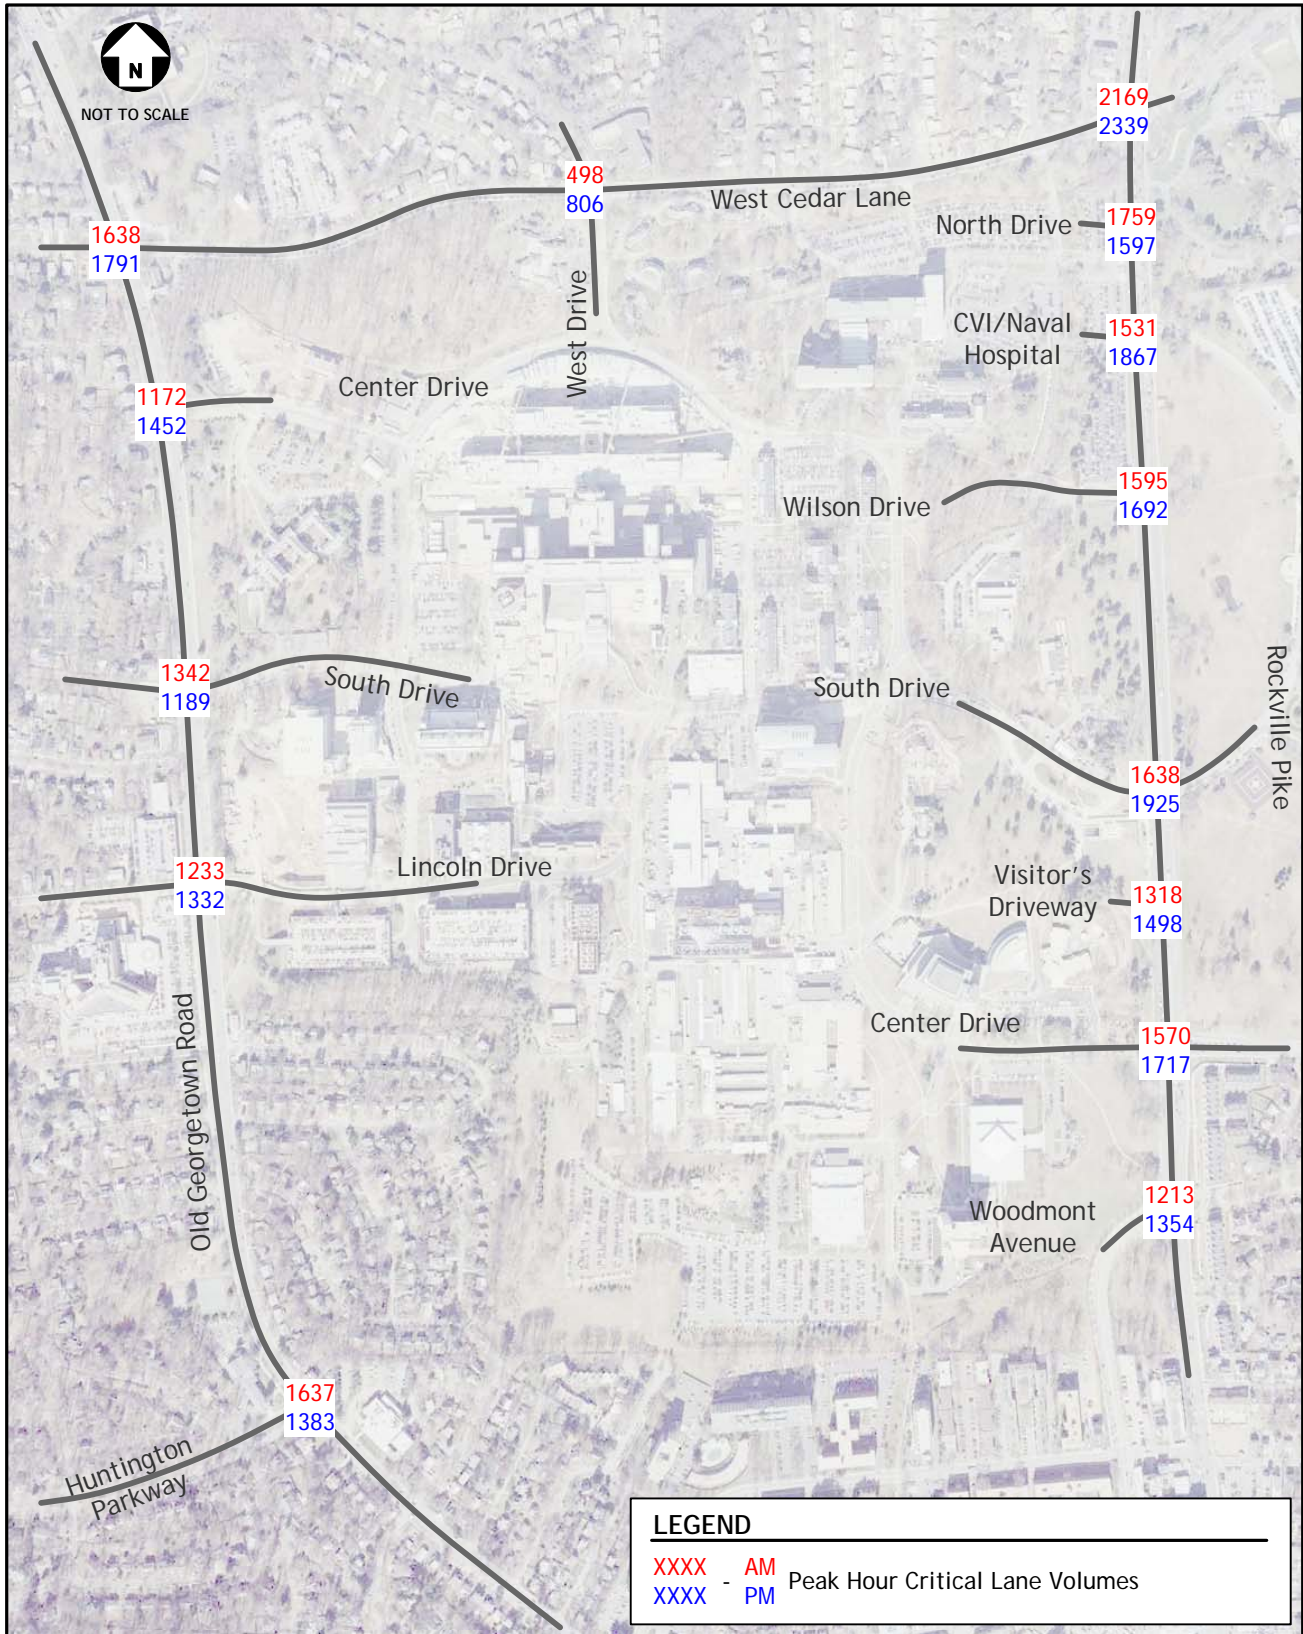 N
NOT TO SCALE
2169
2339
498
806
West Cedar Lane
North Drive
1759
1597
1638
1791
West Drive
CVI/Naval
Hospital
1531
1867
Center Drive
1172
1452
Wilson Drive
1595
1692
1342
1189
South Drive
South Drive
Rockville Pike
1638
1925
1233
1332
Lincoln Drive
Visitor's
Driveway
1318
1498
Old Georgetown Road
Center Drive
1570
1717
Woodmont
Avenue
1213
1354
1637
1383
Huntington
Parkway
LEGEND
XXXX - AM
XXXX PM
Peak Hour Critical Lane Volumes